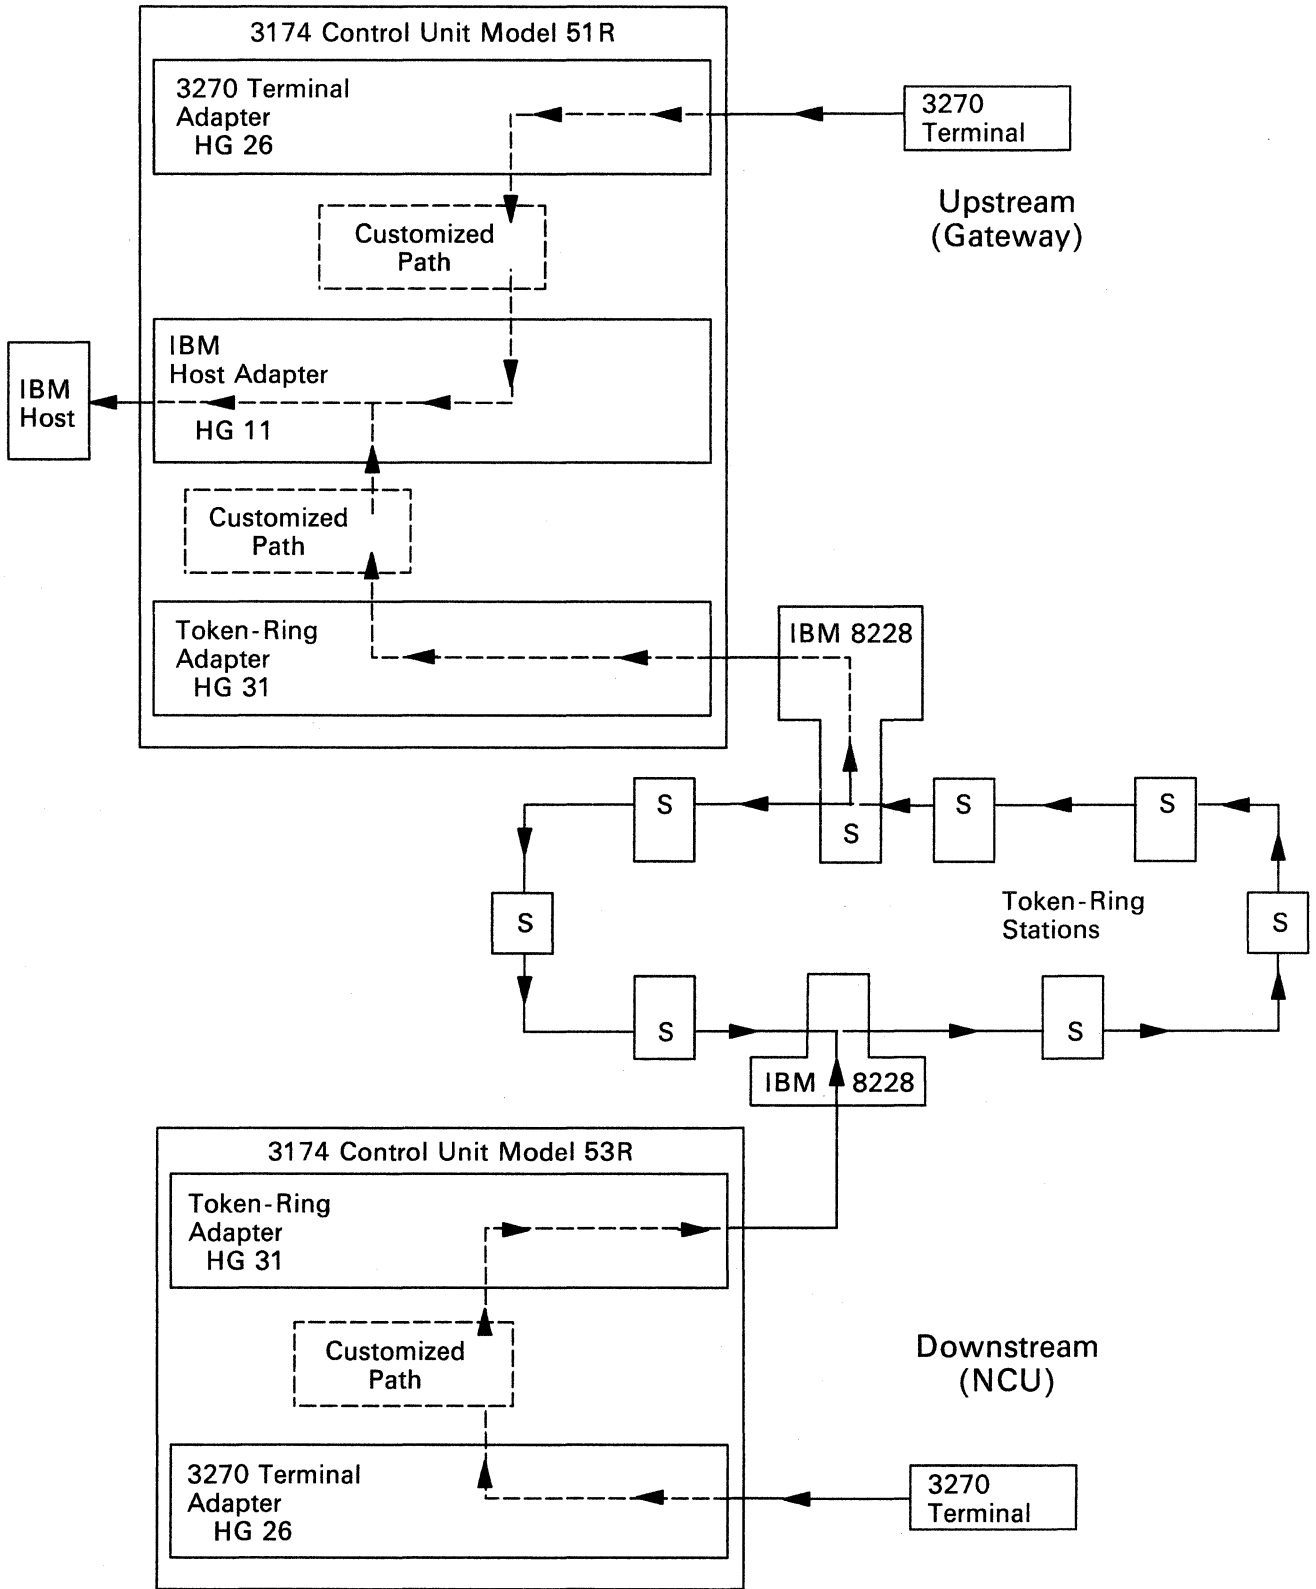 3174 Control Unit Model 51R
3270 Terminal
Adapter
HG 26
3270
Terminal
Upstream
(Gateway)
Customized
Path
IBM
Host Adapter
HG 11
IBM
Host
Customized
Path
Token-Ring
Adapter
HG 31
IBM 8228
S
S
S
S
S
Token-Ring
Stations
S
S
S
S
IBM 8228
3174 Control Unit Model 53R
Token-Ring
Adapter
HG 31
Customized
Path
Downstream
(NCU)
3270 Terminal
Adapter
HG 26
3270
Terminal